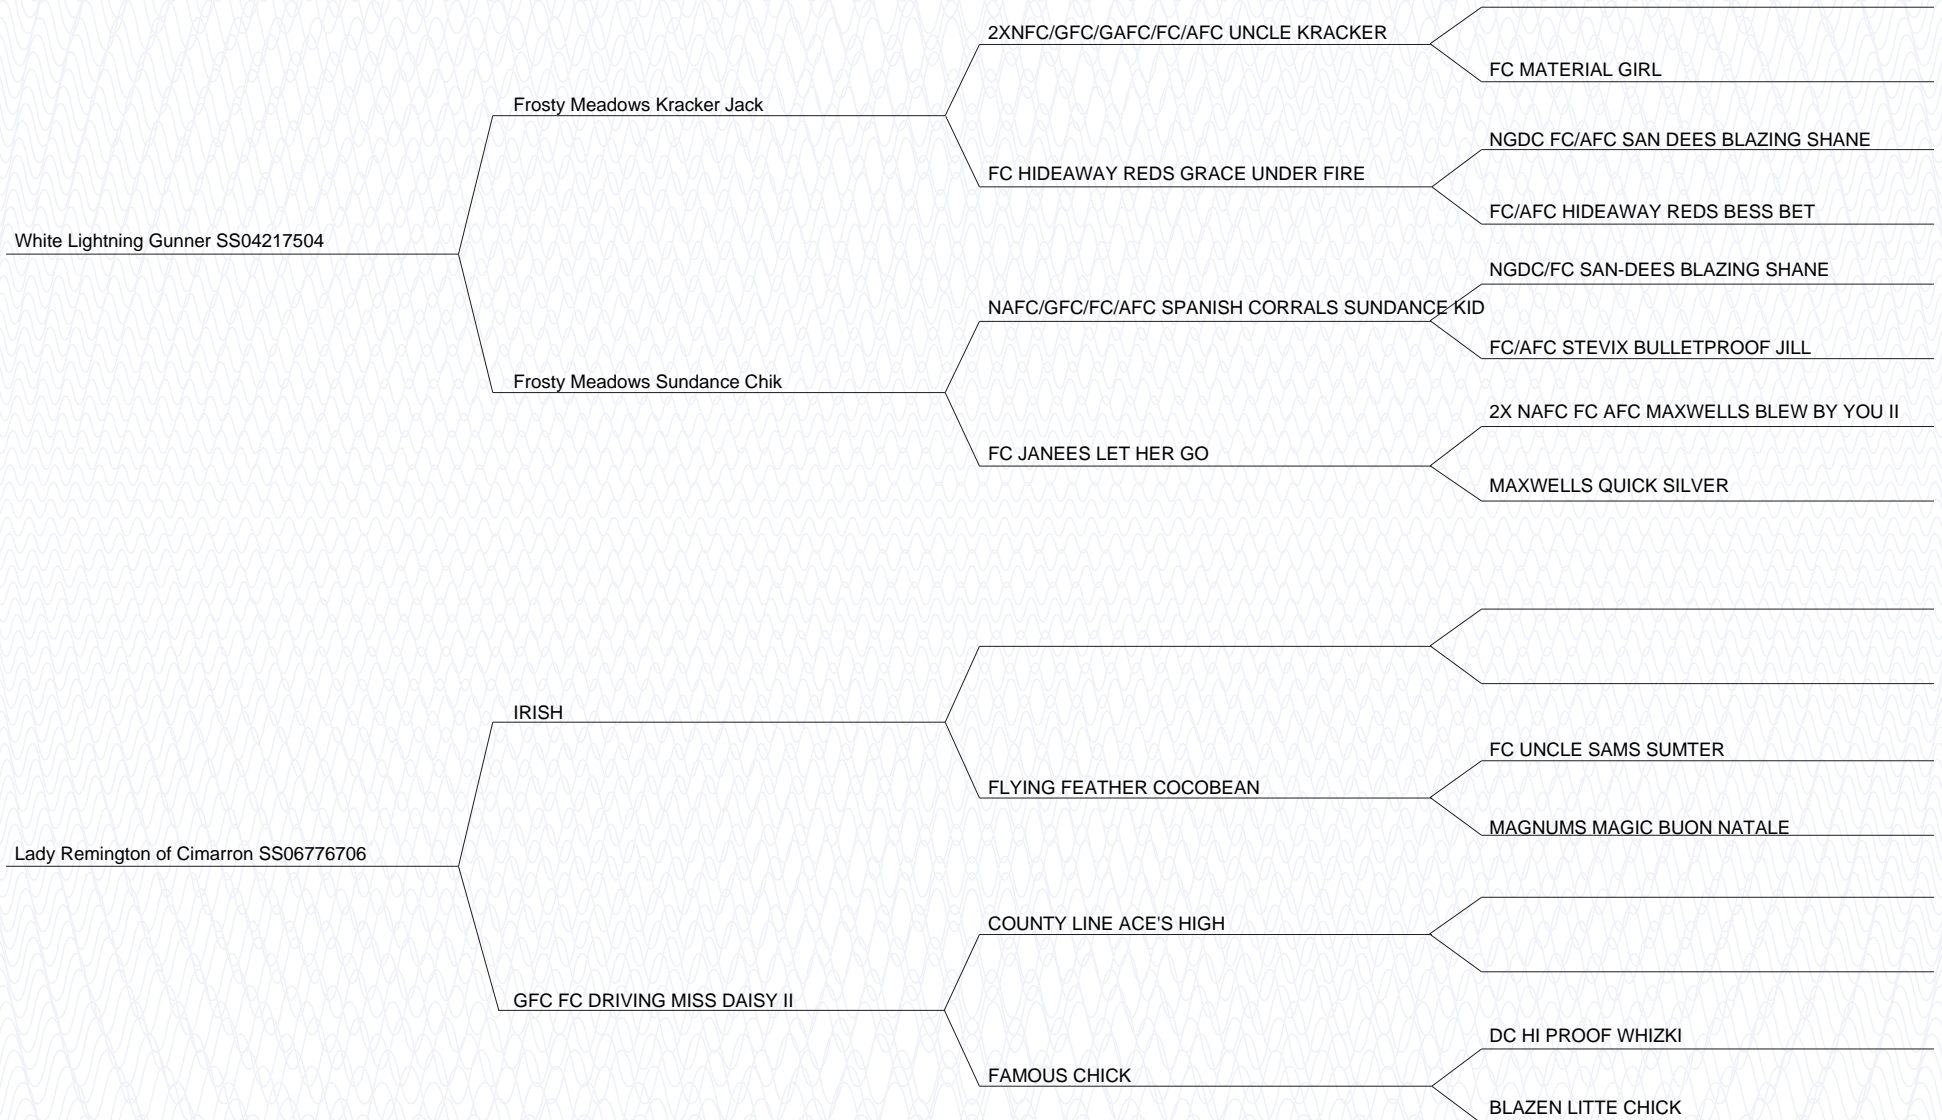 2XNFC/GFC/GAFC/FC/AFC UNCLE KRACKER
FC MATERIAL GIRL
Frosty Meadows Kracker Jack
NGDC FC/AFC SAN DEES BLAZING SHANE
FC HIDEAWAY REDS GRACE UNDER FIRE
FC/AFC HIDEAWAY REDS BESS BET
White Lightning Gunner SS04217504
NGDC/FC SAN-DEES BLAZING SHANE
NAFC/GFC/FC/AFC SPANISH CORRALS SUNDANCE KID
FC/AFC STEVIX BULLETPROOF JILL
Frosty Meadows Sundance Chik
2X NAFC FC AFC MAXWELLS BLEW BY YOU II
FC JANEES LET HER GO
MAXWELLS QUICK SILVER
IRISH
FC UNCLE SAMS SUMTER
FLYING FEATHER COCOBEAN
MAGNUMS MAGIC BUON NATALE
Lady Remington of Cimarron SS06776706
COUNTY LINE ACE'S HIGH
GFC FC DRIVING MISS DAISY II
DC HI PROOF WHIZKI
FAMOUS CHICK
BLAZEN LITTE CHICK